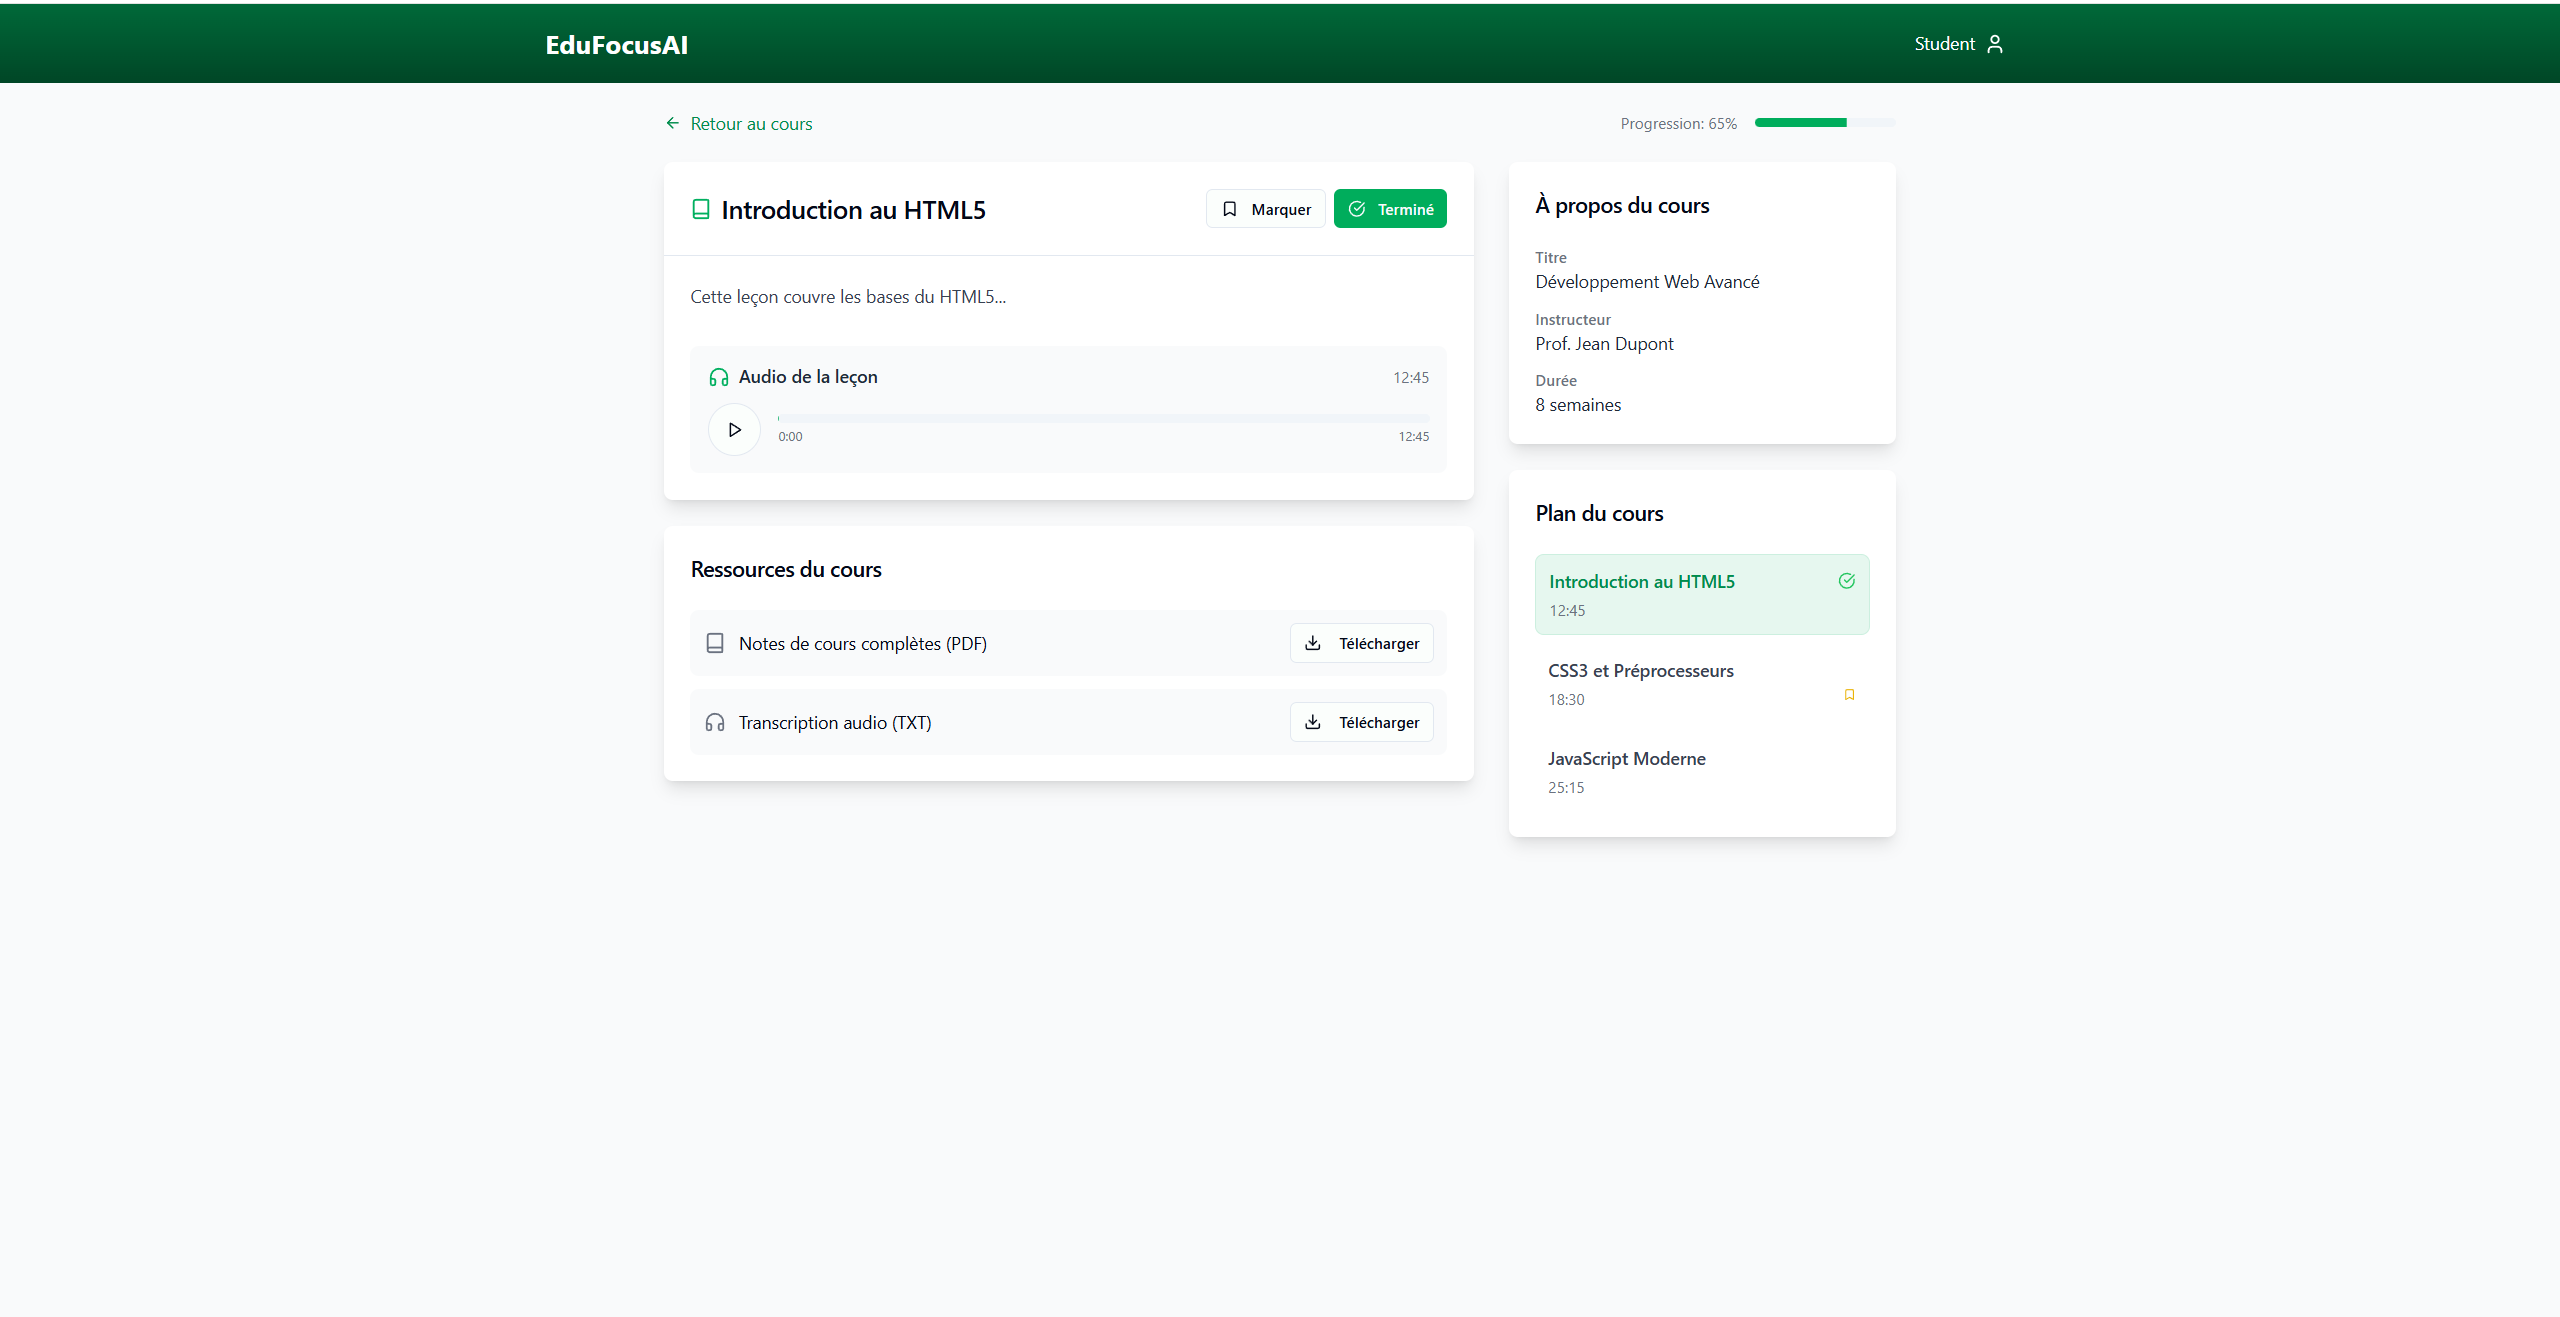 EduFocusAI
Student
Retour au cours
Progression: 65%
Introduction au HTML5
Marquer
Terminé
Cette leçon couvre les bases du HTML5...
Audio de la leçon
12:45
0:00
12:45
Ressources du cours
Notes de cours complètes (PDF)
Télécharger
Transcription audio (TXT)
Télécharger
À propos du cours
Titre
Développement Web Avancé
Instructeur
Prof. Jean Dupont
Durée
8 semaines
Plan du cours
Introduction au HTML5
12:45
CSS3 et Préprocesseurs
18:30
JavaScript Moderne
25:15